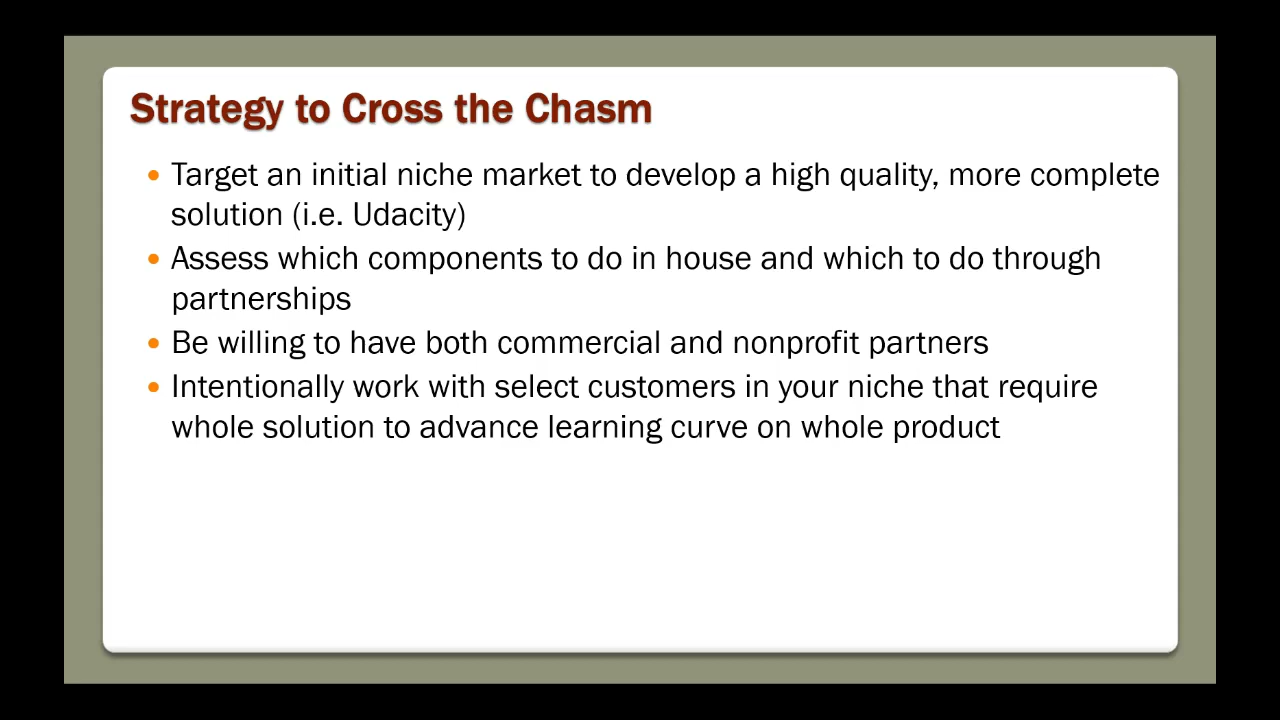 Strategy to Cross the Chasm
• Target an initial niche market to develop a high quality, more complete
solution (i.e. Udacity)
• Assess which components to do in house and which to do through
partnerships
• Be willing to have both commercial and nonprofit partners
• Intentionally work with select customers in your niche that require
whole solution to advance learning curve on whole product